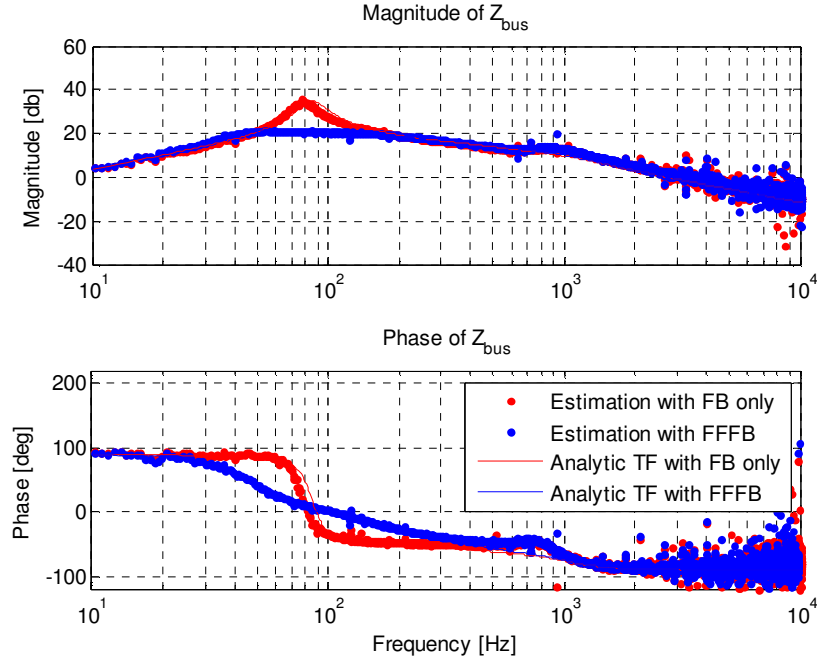 Magnitude of Z_bus
Magnitude [db]
60
40
20
0
-20
-40
10^1
10^2
10^3
10^4
Phase of Z_bus
Phase [deg]
200
100
0
-100
Estimation with FB only
Estimation with FFFB
Analytic TF with FB only
Analytic TF with FFFB
10^1
10^2
10^3
10^4
Frequency [Hz]